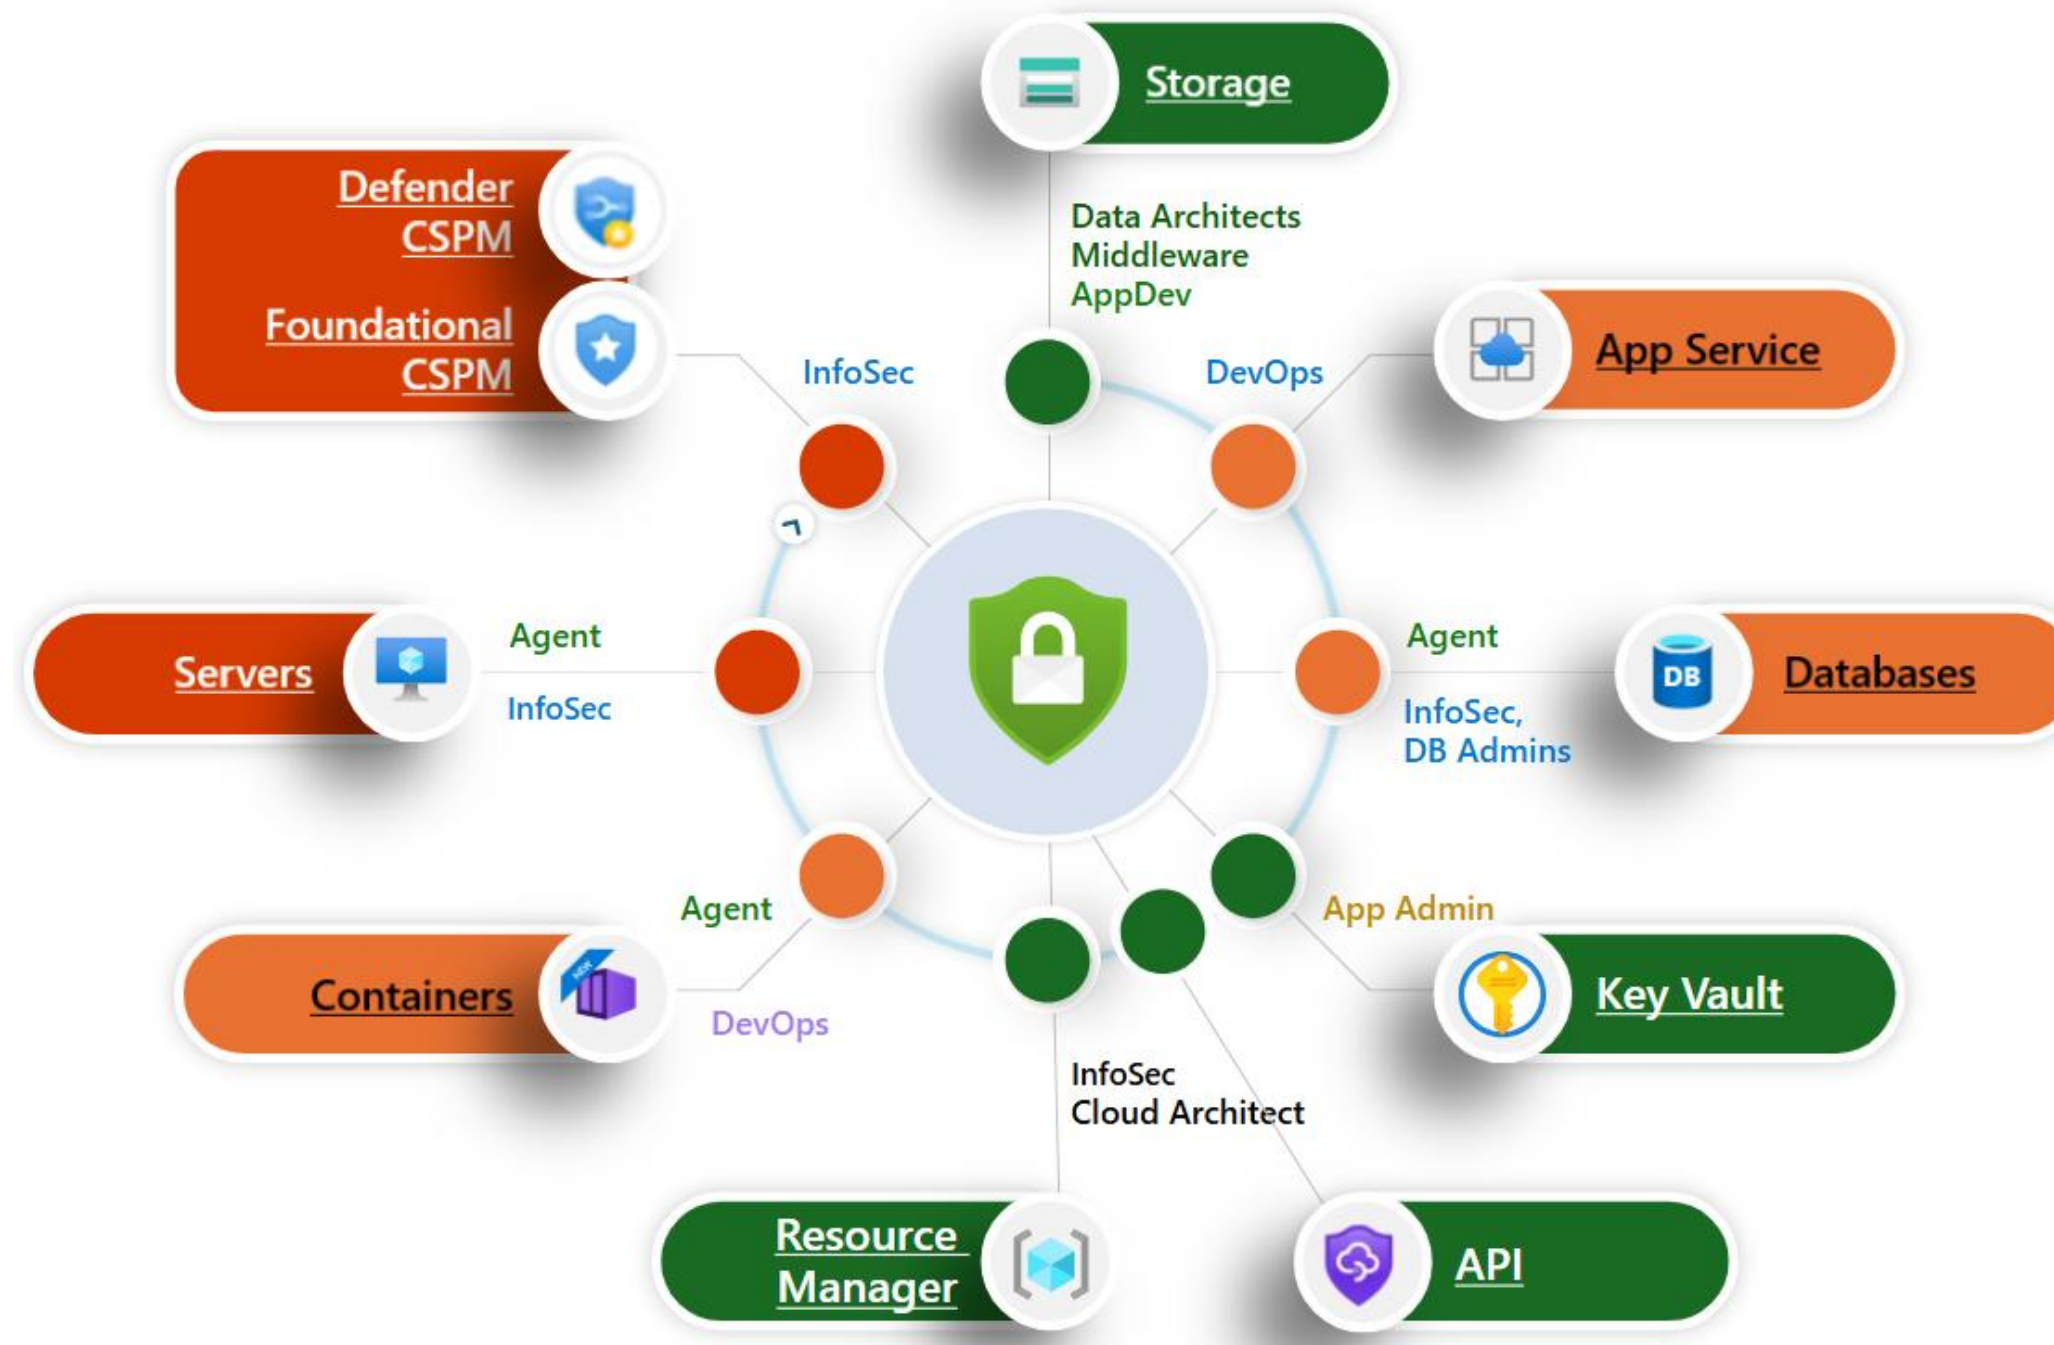 Storage
Data Architects
Middleware
AppDev
Defender
CSPM
Foundational
CSPM
InfoSec
DevOps
App Service
Servers
Agent
InfoSec
Agent
InfoSec,
DB Admins
DB
Databases
Containers
Agent
DevOps
App Admin
Key Vault
InfoSec
Cloud Architect
Resource
Manager
API